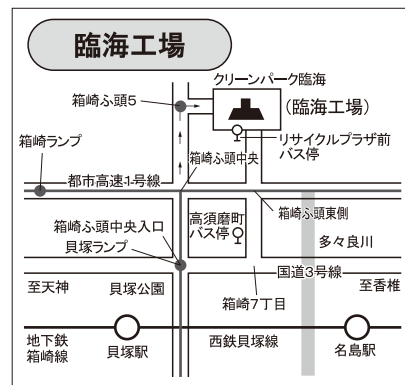 臨海工場
クリーンパーク臨海
箱崎ふ頭5
(臨海工場)
リサイクルプラザ前
バス停
箱崎ランプ
箱崎ふ頭中央
都市高速1号線
箱崎ふ頭東側
箱崎ふ頭中央入口
高須磨町
バス停
貝塚ランプ
多々良川
国道3号線
至天神
貝塚公園
至香椎
箱崎7丁目
地下鉄
箱崎線
貝塚駅
西鉄貝塚線
名島駅